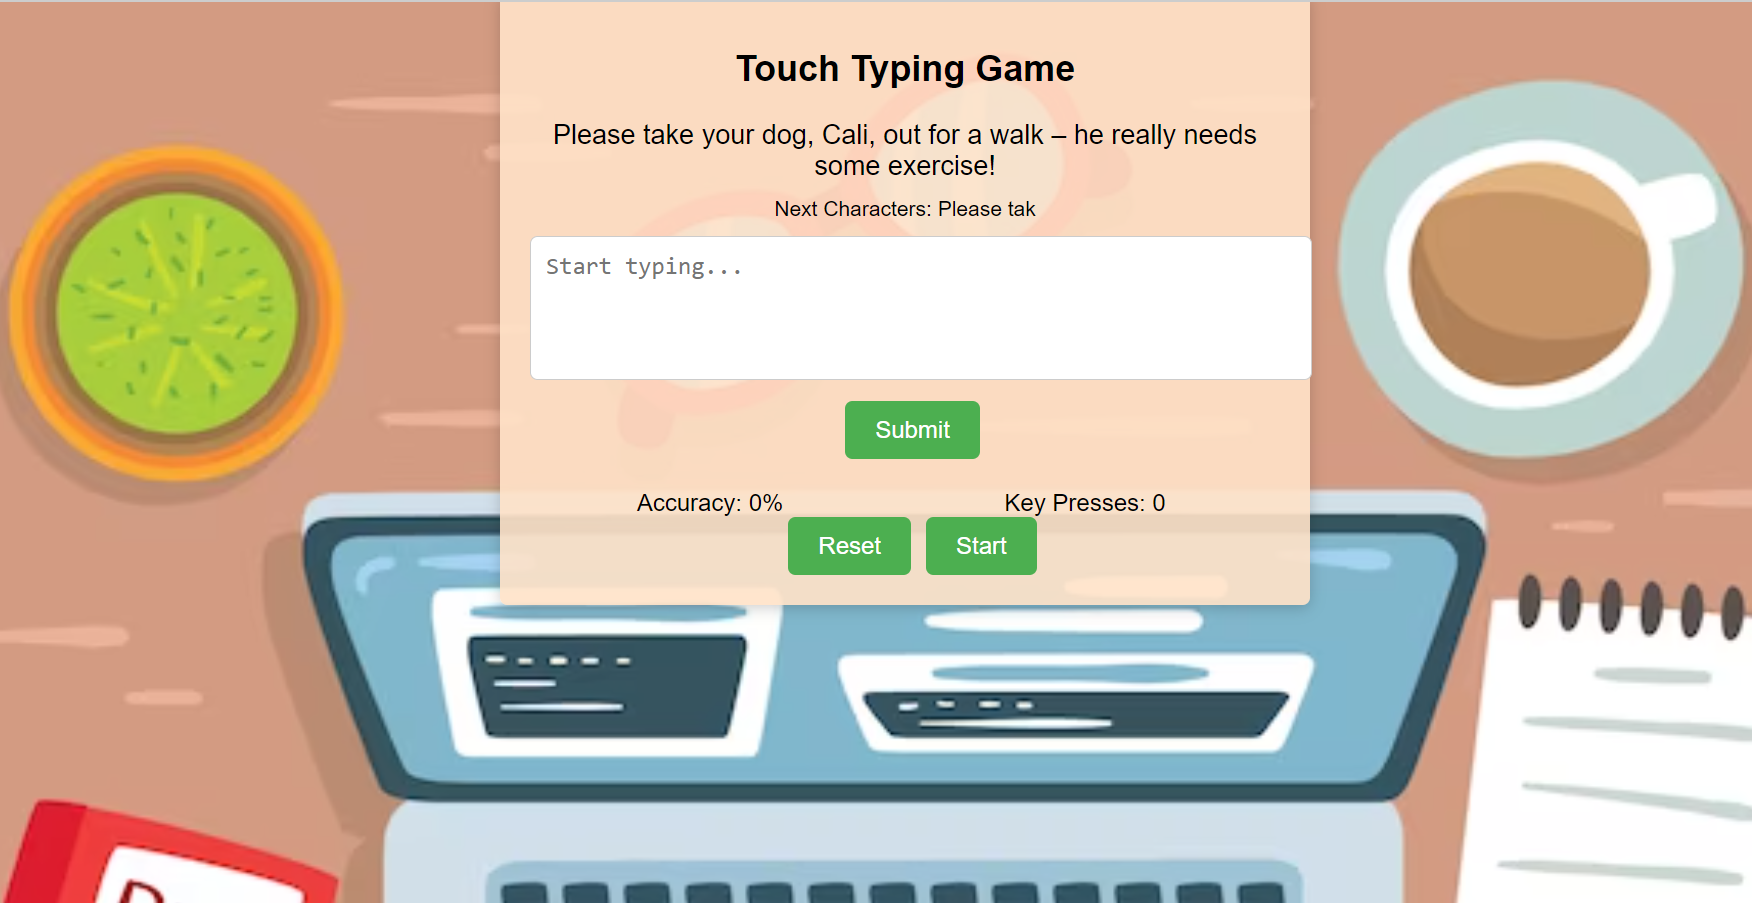 Touch Typing Game
Please take your dog, Cali, out for a walk – he really needs
some exercise!
Next Characters: Please tak
Start typing...
Submit
Accuracy: 0%
Key Presses: 0
Reset
Start